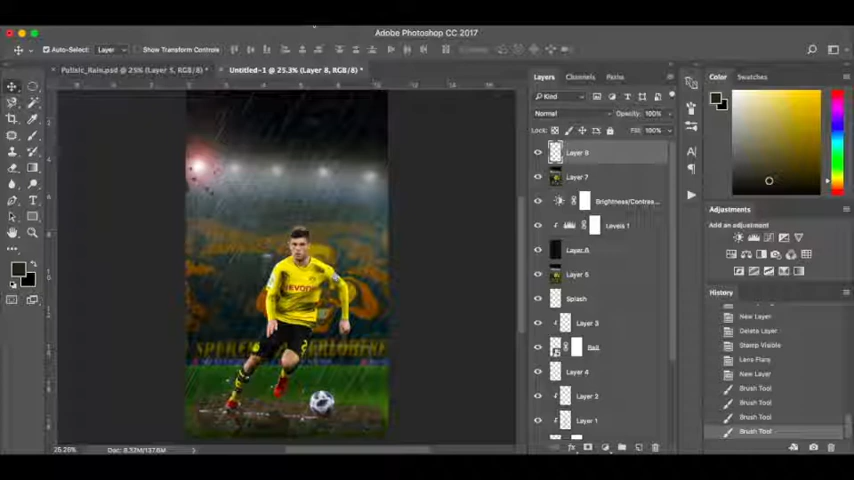 Adobe Photoshop CC 2017
Auto-Select: Layer Show Transform Controls
Pulisic_Rain.psd @ 25% (Layer 5, RGB/8) *
Untitled-1 @ 25.3% (Layer 8, RGB/8) *
Layers Channels Paths
Kind
Normal Opacity: 100%
Lock: Fill: 100%
Layer 8
Layer 7
Brightness/Contras...
Levels 1
Layer 6
Layer 5
Splash
Layer 3
Layer 4
Layer 2
Layer 1
Color Swatches
Adjustments
Add an adjustment
History
New Layer
Delete Layer
Stamp Visible
Lens Flare
New Layer
Brush Tool
Brush Tool
Brush Tool
Brush Tool
EVONI
25.29%